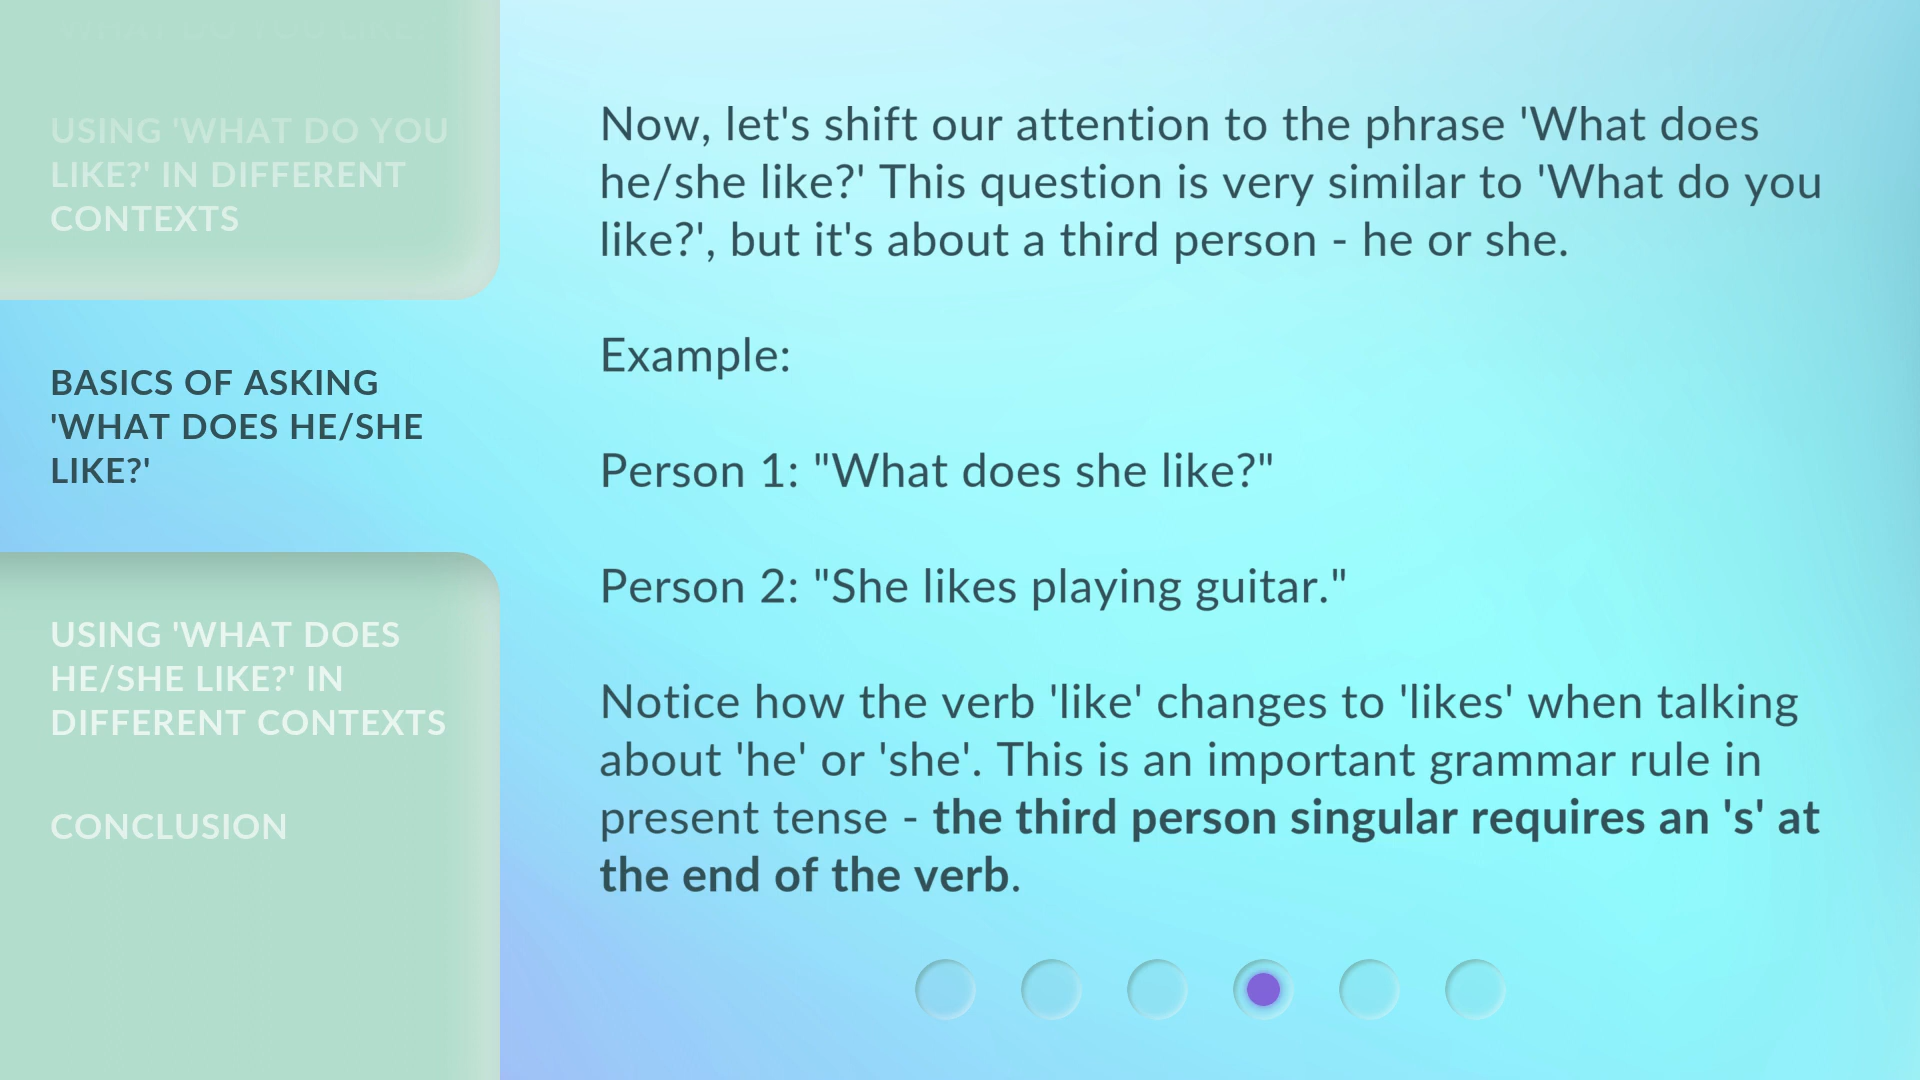 WHAT DO YOU LIKE?'
USING 'WHAT DO YOU
LIKE?' IN DIFFERENT
CONTEXTS
BASICS OF ASKING
'WHAT DOES HE/SHE
LIKE?'
USING 'WHAT DOES
HE/SHE LIKE?' IN
DIFFERENT CONTEXTS
CONCLUSION
Now, let's shift our attention to the phrase 'What does
he/she like?' This question is very similar to 'What do you
like?', but it's about a third person - he or she.
Example:
Person 1: "What does she like?"
Person 2: "She likes playing guitar."
Notice how the verb 'like' changes to 'likes' when talking
about 'he' or 'she'. This is an important grammar rule in
present tense - the third person singular requires an 's' at
the end of the verb.